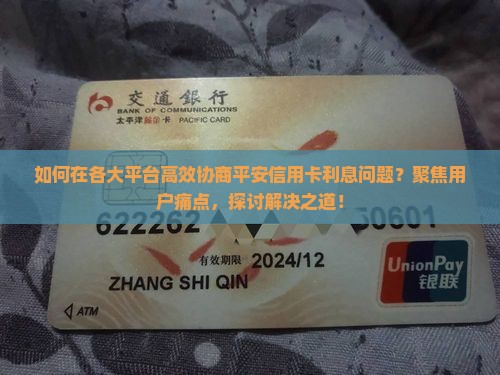 交通銀行
BANK OF COMMUNICATIONS
太平洋 卡 PACIFIC CARD
如何在各大平台高效协商平安信用卡利息问题？聚焦用
户痛点，探讨解决之道！
622262 50601
有效期限 2024/12
ZHANG SHI QIN
ATM
UnionPay
银联